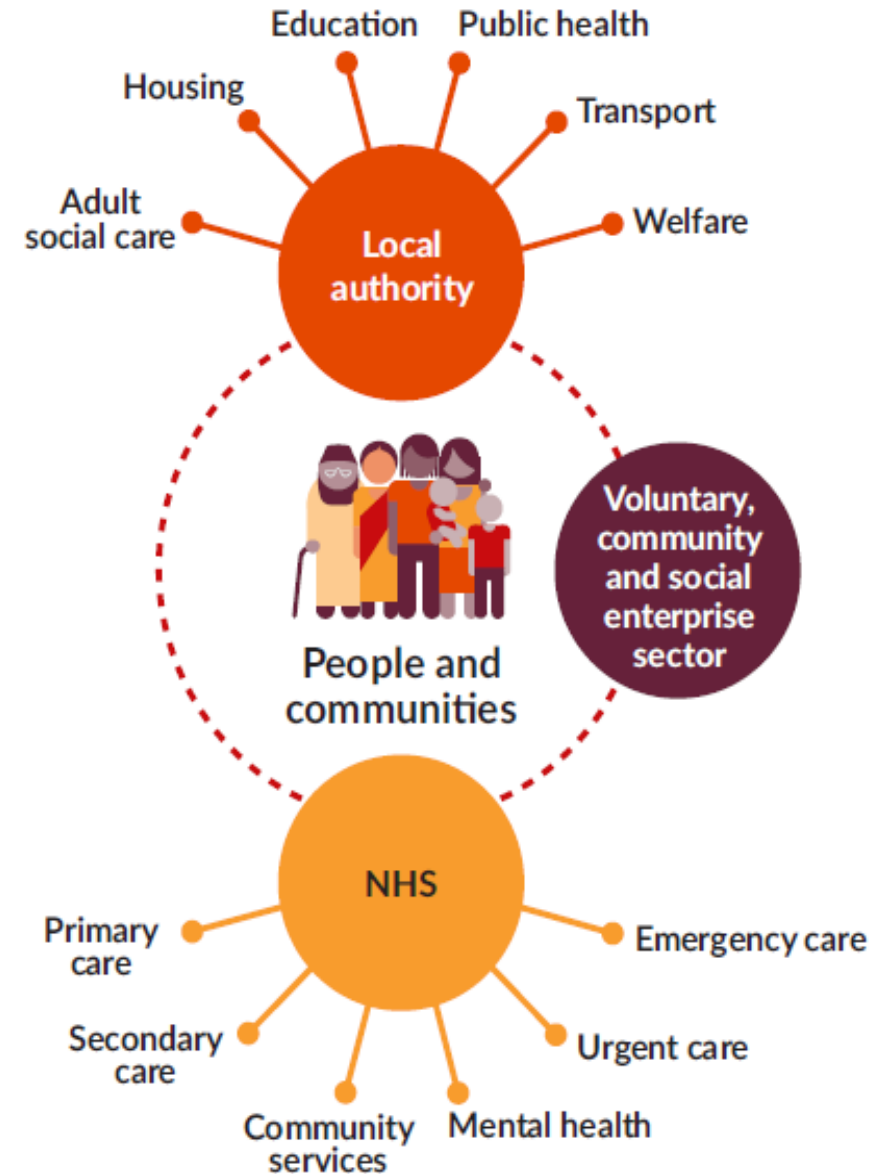 Education
Public health
Housing
Transport
Adult
social care
Welfare
Local
authority
Voluntary,
community
and social
enterprise
sector
People and
communities
NHS
Primary
care
Emergency care
Secondary
care
Urgent care
Community
services
Mental health